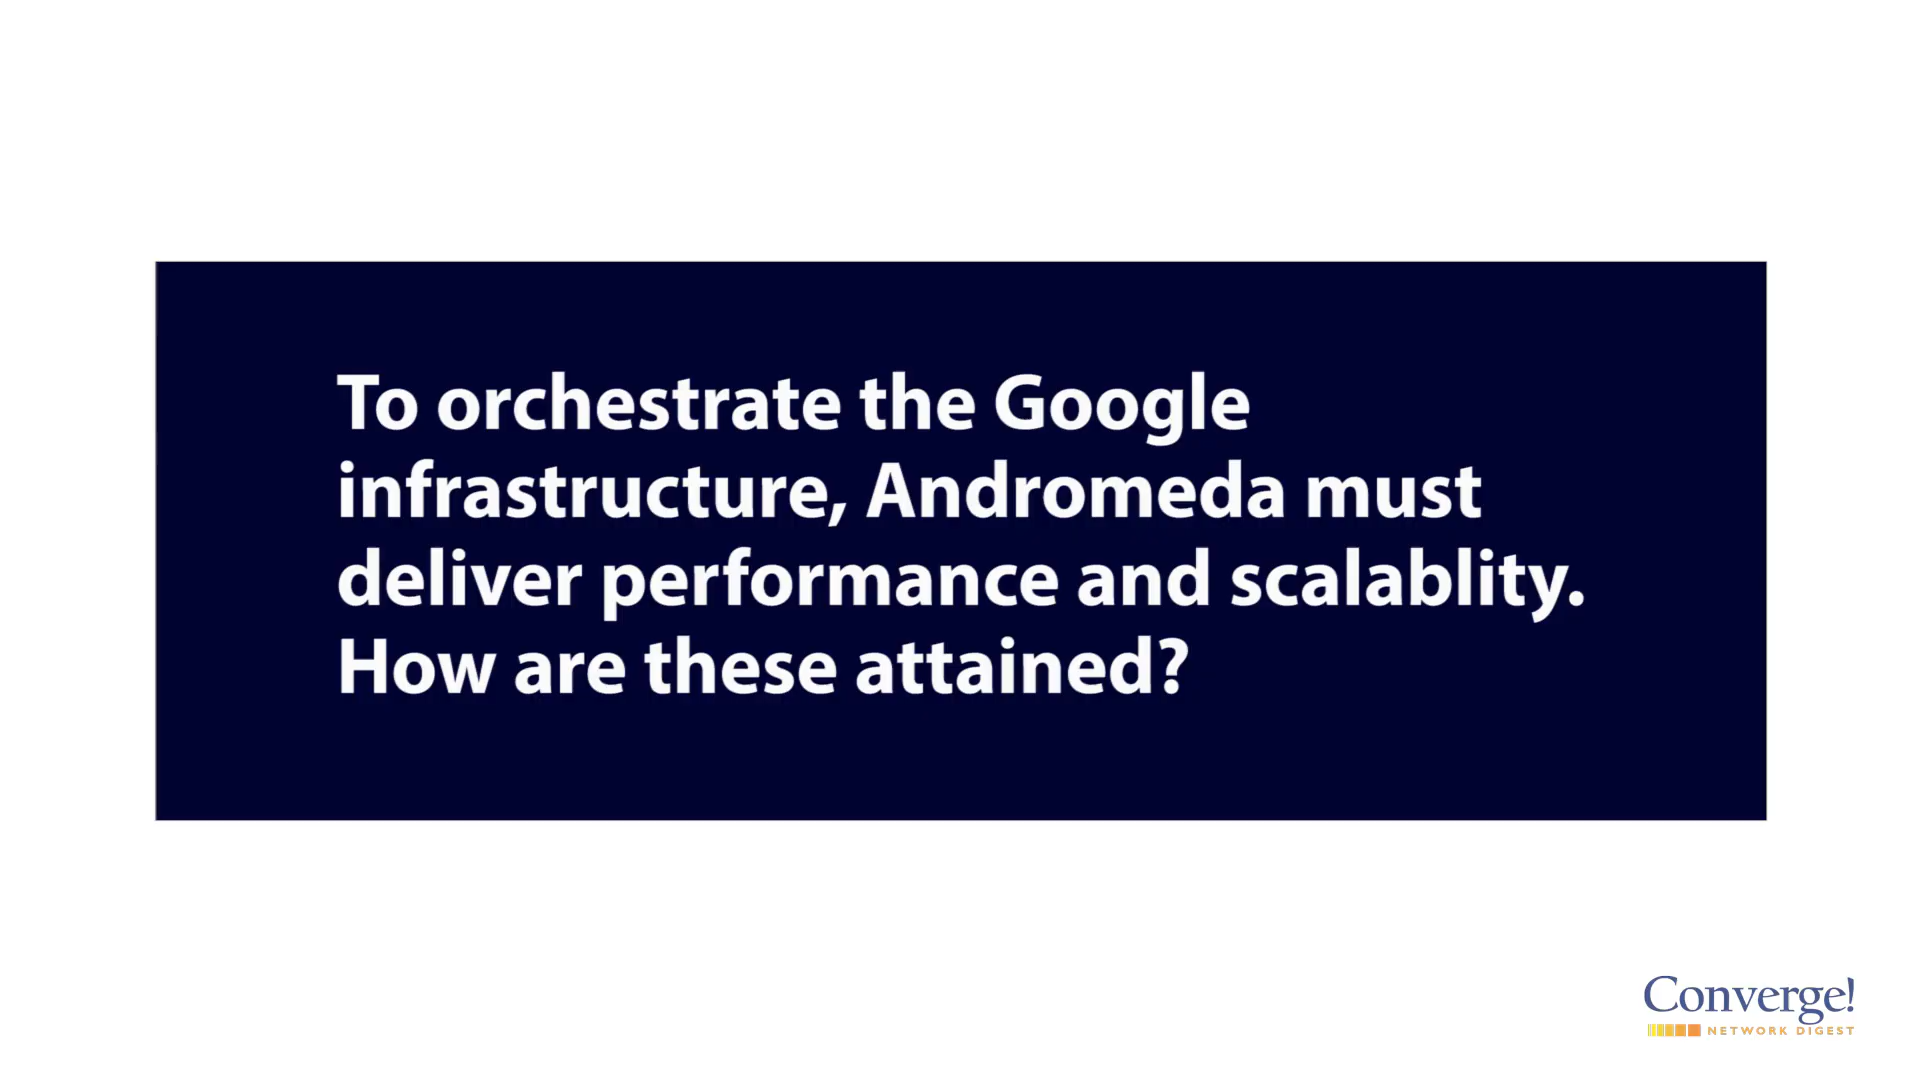 To orchestrate the Google
infrastructure, Andromeda must
deliver performance and scalablity.
How are these attained?
Converge!
NETWORK DIGEST